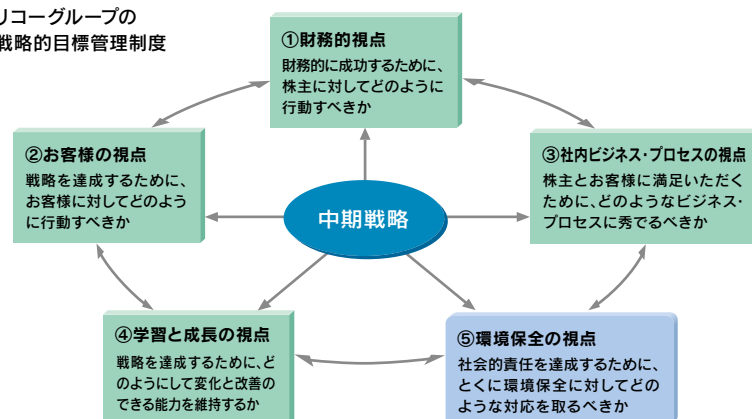 リコーグループの
戦略的目標管理制度
①財務的視点
財務的に成功するために、
株主に対してどのように
行動すべきか
②お客様の視点
戦略を達成するために、
お客様に対してどのよう
に行動すべきか
③社内ビジネス・プロセスの視点
株主とお客様に満足いただく
ために、どのようなビジネス・
プロセスに秀でるべきか
中期戦略
④学習と成長の視点
戦略を達成するために、ど
のようにして変化と改善の
できる能力を維持するか
⑤環境保全の視点
社会的責任を達成するために、
とくに環境保全に対してどの
ような対応を取るべきか